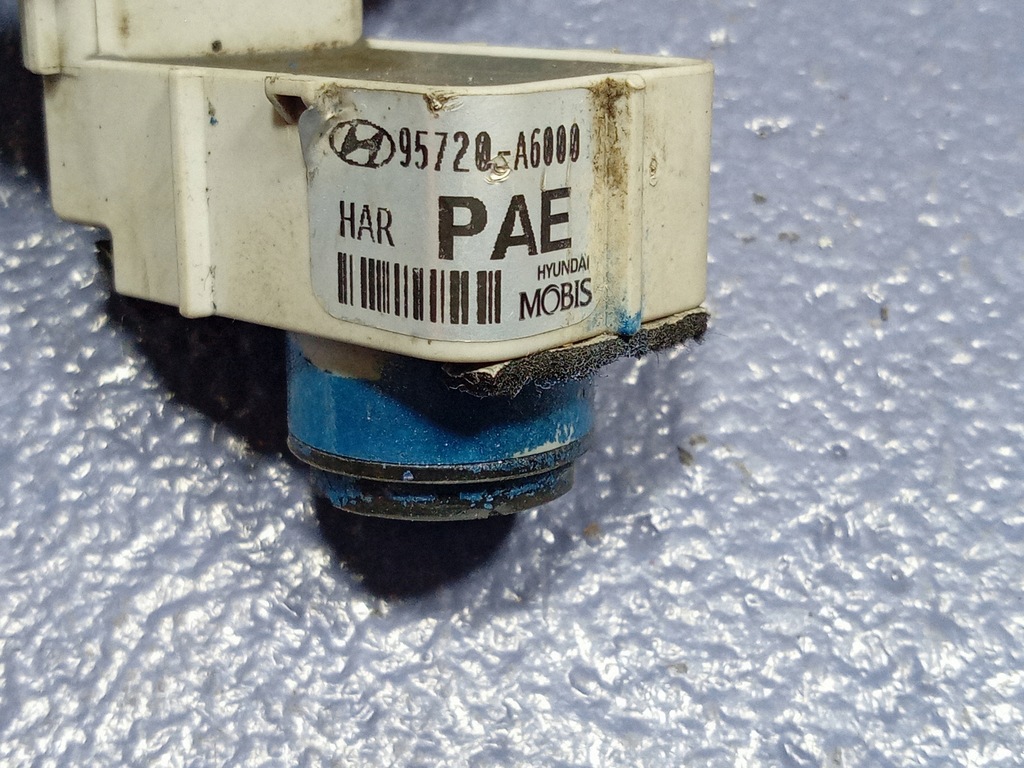 95720-A6000
HAR PAE
HYUNDAI
MOBIS